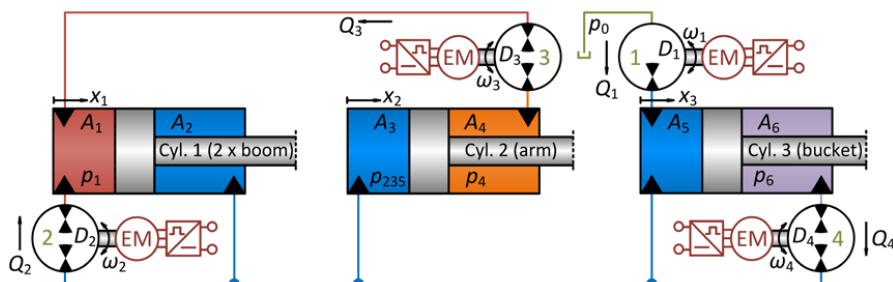 Q₃
EM
D₃
3
ω₃
p₀
1
D₁
ω₁
EM
Q₁
x₁
x₂
x₃
A₁
A₂
A₃
A₄
A₅
A₆
Cyl. 1 (2 x boom)
Cyl. 2 (arm)
Cyl. 3 (bucket)
p₁
p₂₃₅
p₄
p₆
2
D₂
EM
ω₂
Q₂
EM
D₄
4
ω₄
Q₄